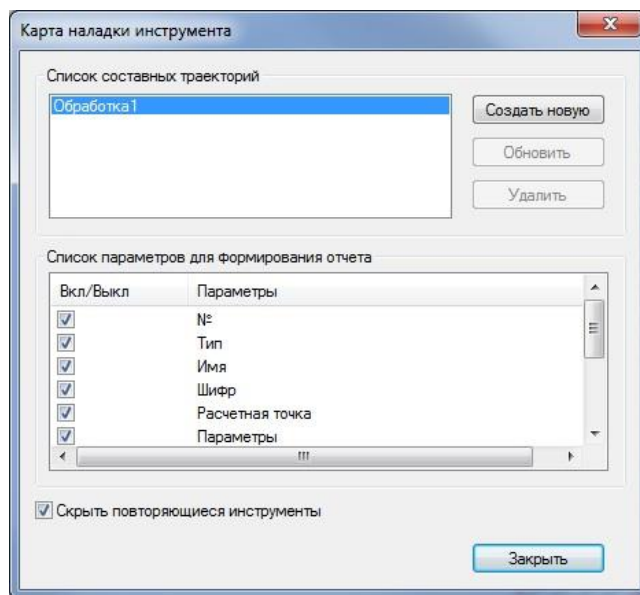 Карта наладки инструмента
Список составных траекторий
Обработка1
Создать новую
Обновить
Удалить
Список параметров для формирования отчета
Вкл/Выкл Параметры
№
Тип
Имя
Шифр
Расчетная точка
Параметры
Скрыть повторяющиеся инструменты
Закрыть